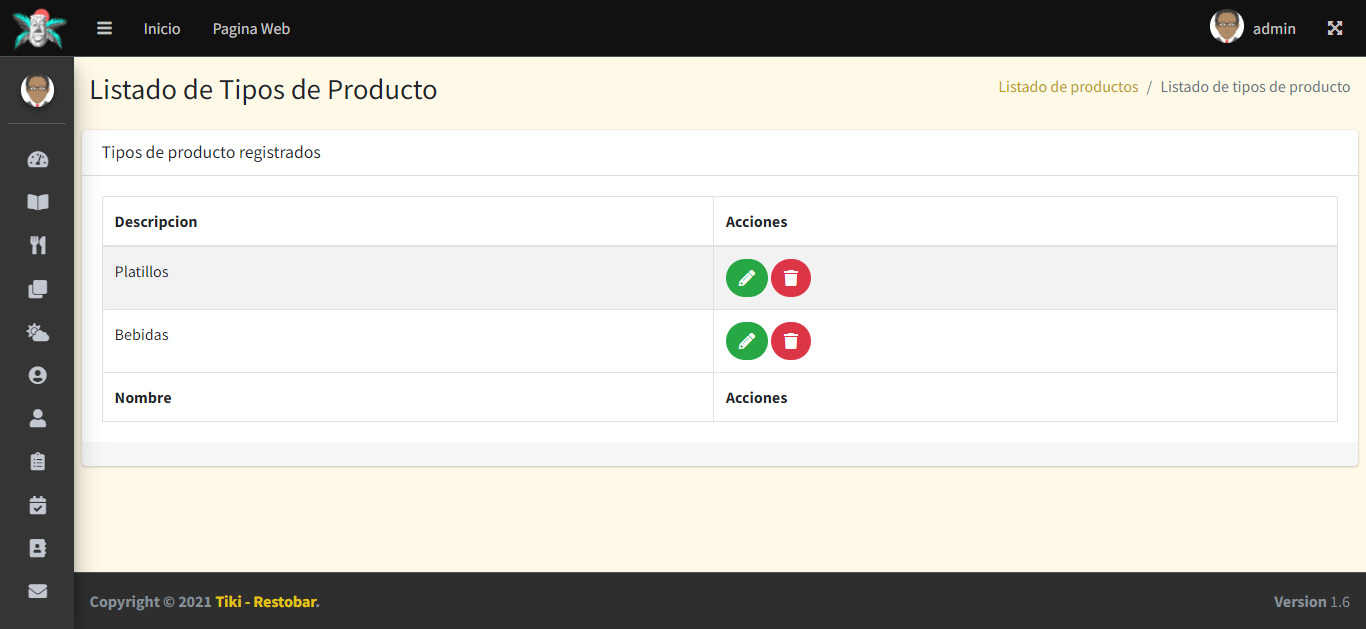 Inicio Pagina Web admin
Listado de Tipos de Producto
Listado de productos / Listado de tipos de producto
Tipos de producto registrados
Descripcion Acciones
Platillos
Bebidas
Nombre Acciones
Copyright © 2021 Tiki - Restobar. Version 1.6